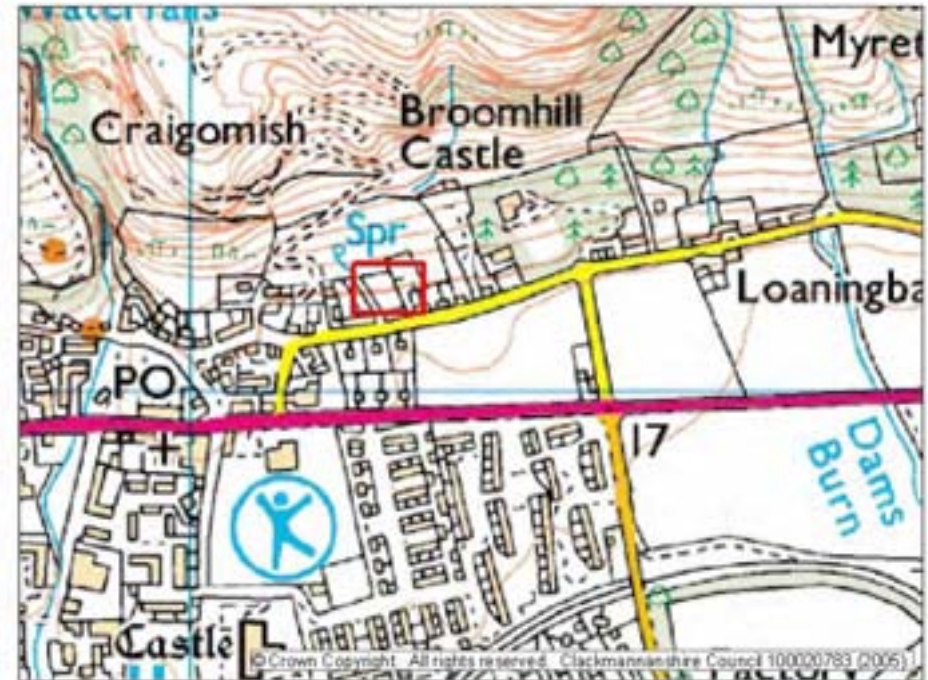 Waterfalls
Myret
Craigomish
Broomhill
Castle
Spr
Loaningba
PO
17
Dams
Burn
Castle
© Crown Copyright. All rights reserved. Clackmannanshire Council 100020783 (2005)
Factory